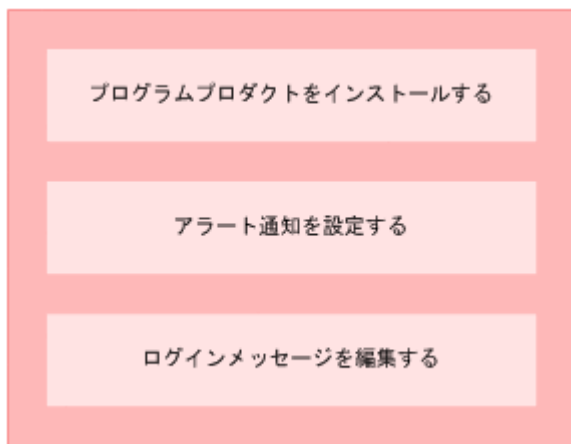 プログラムプロダクトをインストールする
アラート通知を設定する
ログインメッセージを編集する